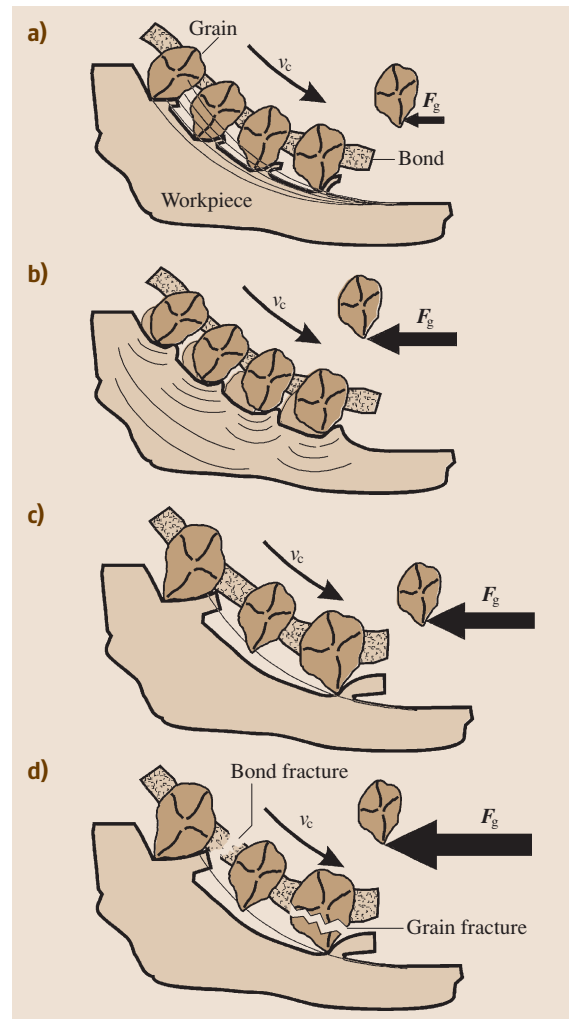 a)
Grain
v_c
F_g
Bond
Workpiece
b)
v_c
F_g
c)
v_c
F_g
d)
Bond fracture
v_c
F_g
Grain fracture